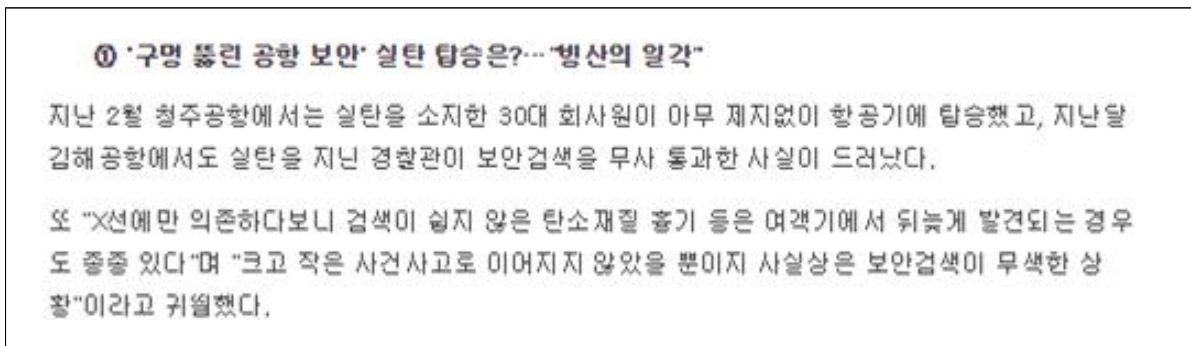 ① '구멍 뚫린 공항 보안' 실탄 탑승은?…"빙산의 일각"
지난 2월 청주공항에서는 실탄을 소지한 30대 회사원이 아무 제지없이 항공기에 탑승했고, 지난달
김해공항에서도 실탄을 지닌 경찰관이 보안검색을 무사 통과한 사실이 드러났다.
또 "X선에만 의존하다보니 검색이 쉽지 않은 탄소재질 흉기 등은 여객기에서 뒤늦게 발견되는 경우
도 종종 있다"며 "크고 작은 사건사고로 이어지지 않았을 뿐이지 사실상은 보안검색이 무색한 상
황"이라고 귀띔했다.